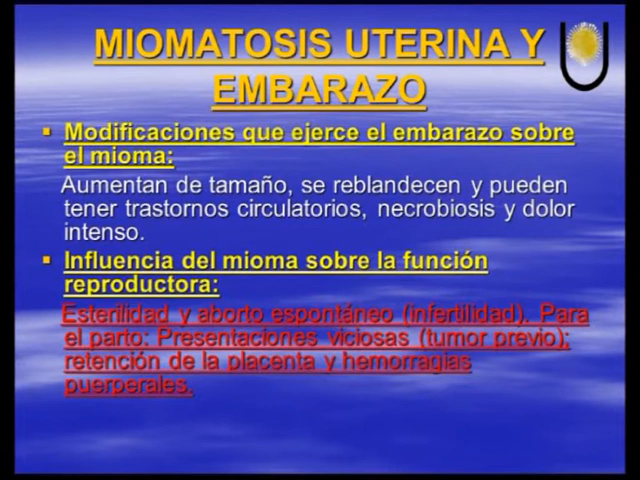 MIOMATOSIS UTERINA Y
EMBARAZO
▪ Modificaciones que ejerce el embarazo sobre
el mioma:
Aumentan de tamaño, se reblandecen y pueden
tener trastornos circulatorios, necrobiosis y dolor
intenso.
▪ Influencia del mioma sobre la función
reproductora:
Esterilidad y aborto espontáneo (infertilidad). Para
el parto: Presentaciones viciosas (tumor previo);
retención de la placenta y hemorragias
puerperales.